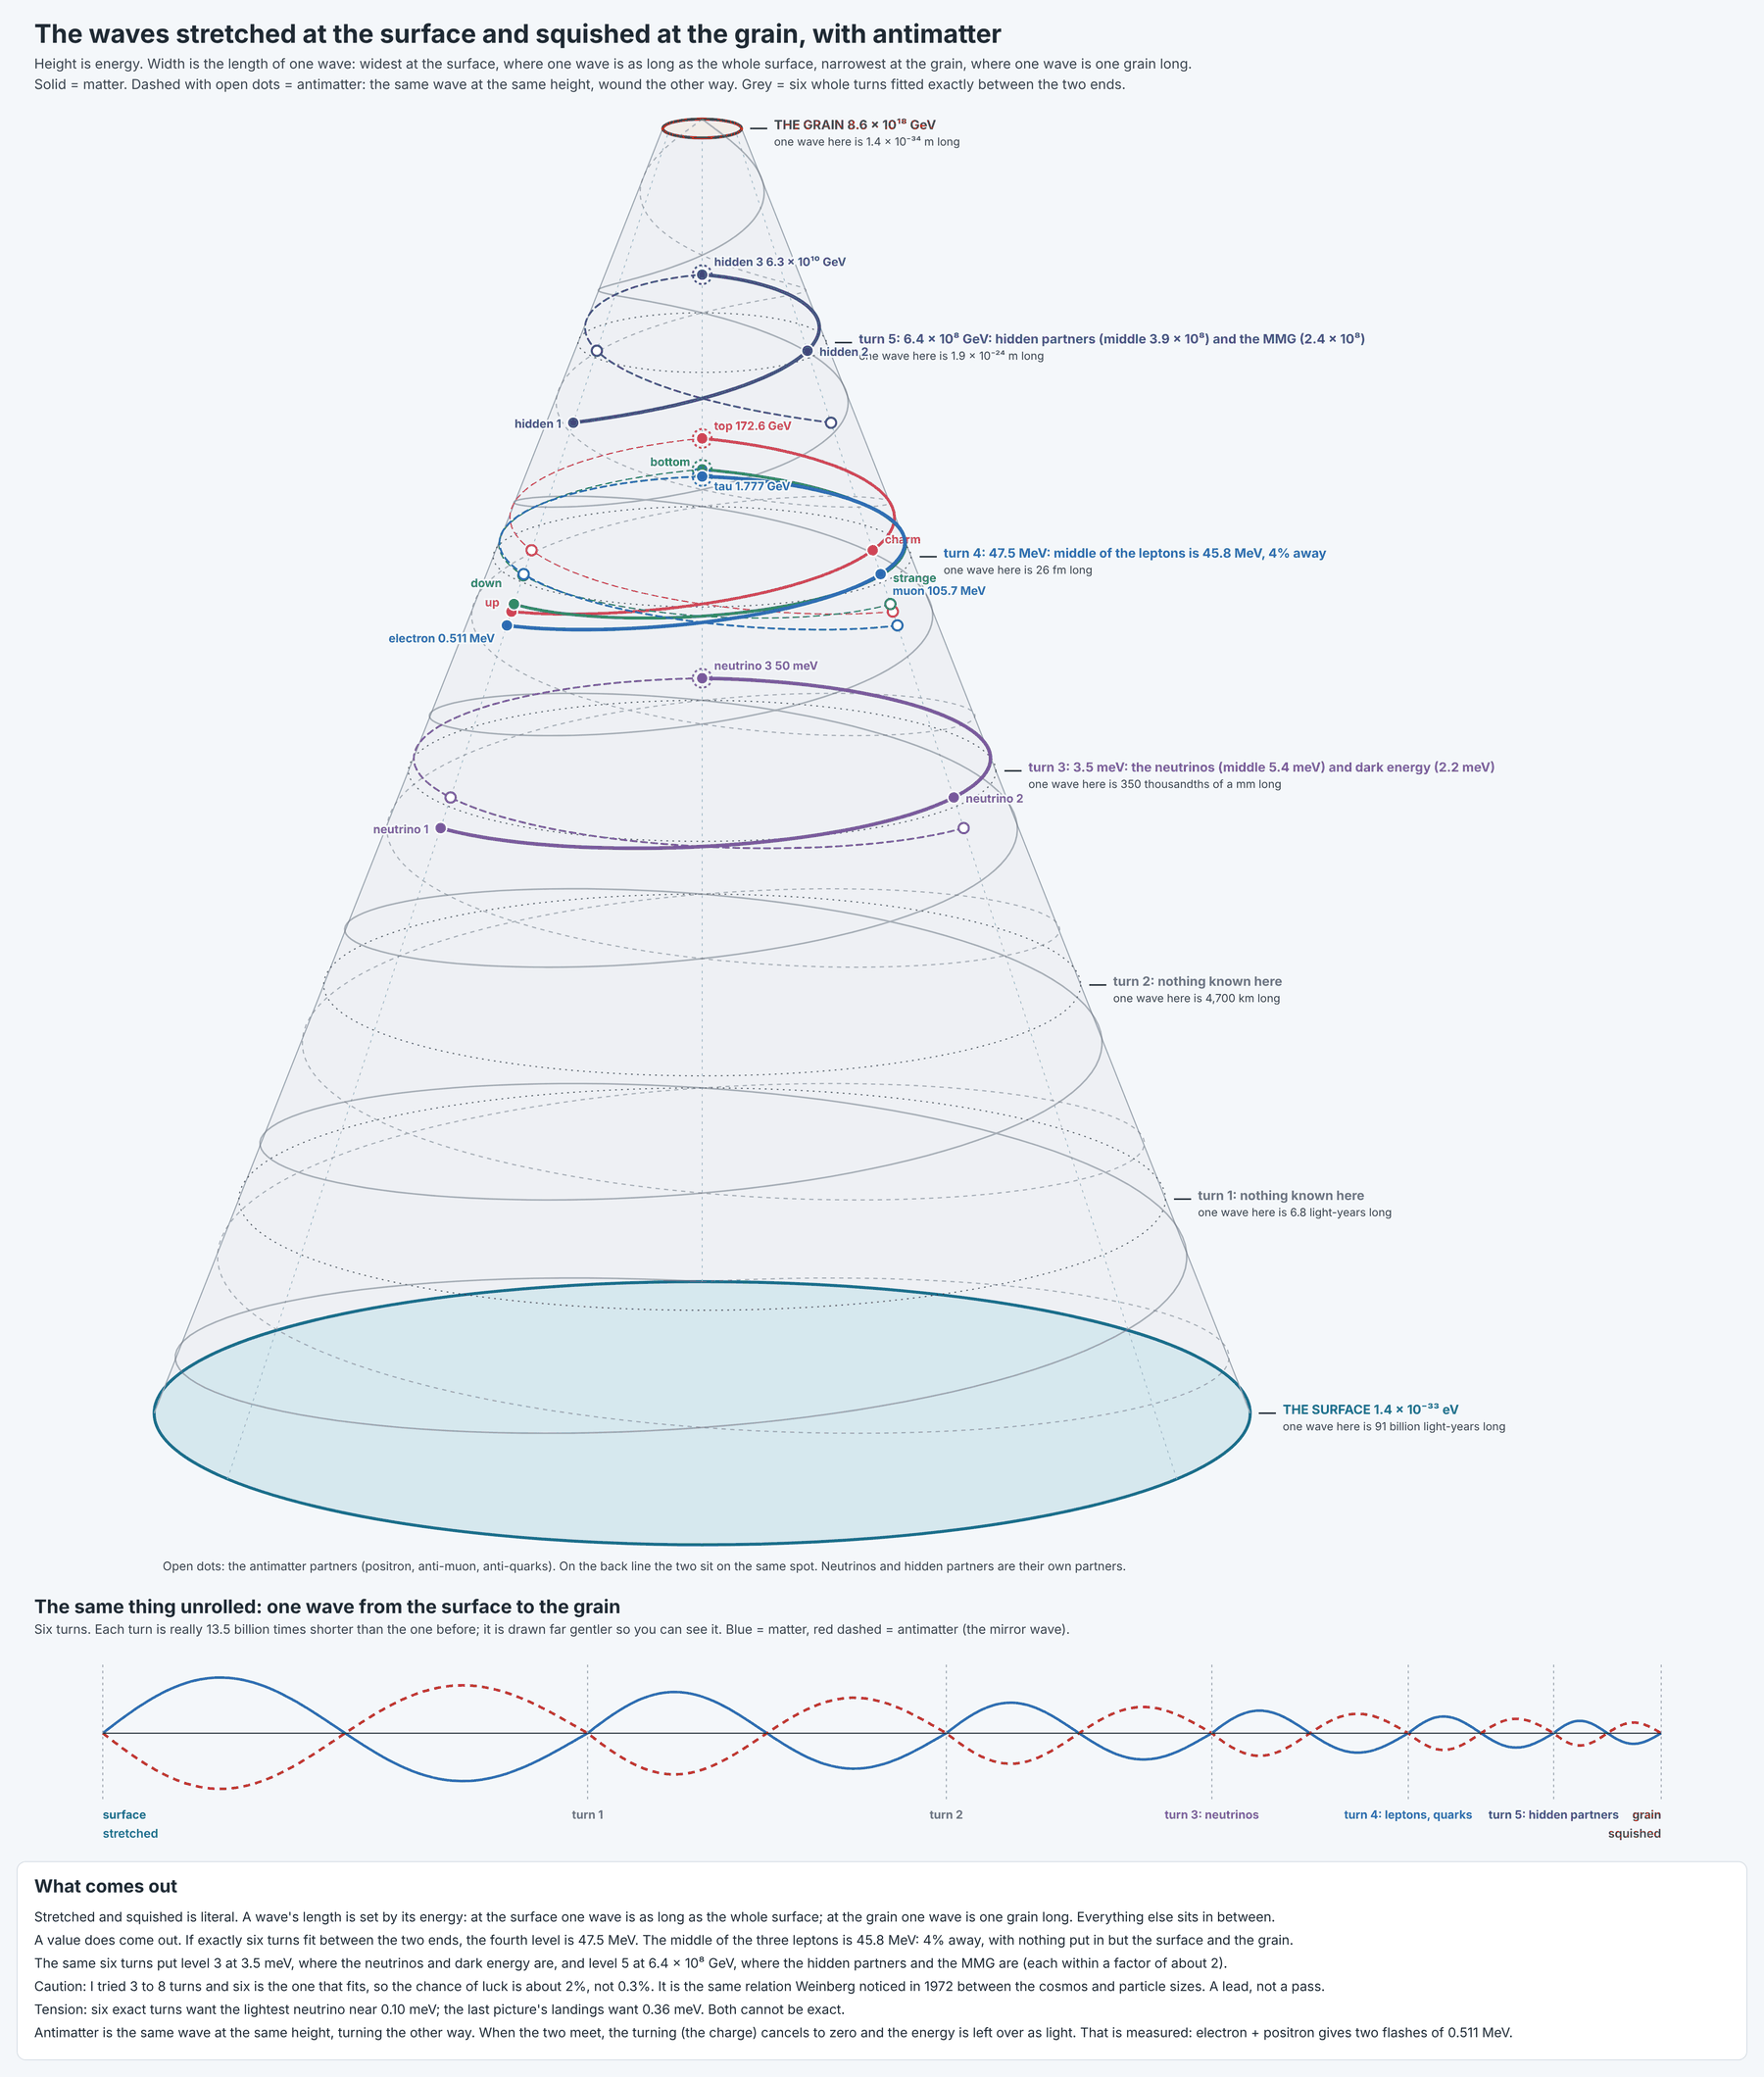 The waves stretched at the surface and squished at the grain, with antimatter
Height is energy. Width is the length of one wave: widest at the surface, where one wave is as long as the whole surface, narrowest at the grain, where one wave is one grain long.
Solid = matter. Dashed with open dots = antimatter: the same wave at the same height, wound the other way. Grey = six whole turns fitted exactly between the two ends.
THE GRAIN 8.6 × 10¹⁸ GeV
one wave here is 1.4 × 10⁻³⁴ m long
hidden 3 6.3 × 10¹⁰ GeV
turn 5: 6.4 × 10⁸ GeV: hidden partners (middle 3.9 × 10⁸) and the MMG (2.4 × 10⁸)
hidden 2
one wave here is 1.9 × 10⁻²⁴ m long
hidden 1
top 172.6 GeV
bottom
tau 1.777 GeV
charm
turn 4: 47.5 MeV: middle of the leptons is 45.8 MeV, 4% away
one wave here is 26 fm long
strange
down
muon 105.7 MeV
up
electron 0.511 MeV
neutrino 3 50 meV
turn 3: 3.5 meV: the neutrinos (middle 5.4 meV) and dark energy (2.2 meV)
one wave here is 350 thousandths of a mm long
neutrino 2
neutrino 1
turn 2: nothing known here
one wave here is 4,700 km long
turn 1: nothing known here
one wave here is 6.8 light-years long
THE SURFACE 1.4 × 10⁻³³ eV
one wave here is 91 billion light-years long
Open dots: the antimatter partners (positron, anti-muon, anti-quarks). On the back line the two sit on the same spot. Neutrinos and hidden partners are their own partners.
The same thing unrolled: one wave from the surface to the grain
Six turns. Each turn is really 13.5 billion times shorter than the one before; it is drawn far gentler so you can see it. Blue = matter, red dashed = antimatter (the mirror wave).
surface
stretched
turn 1
turn 2
turn 3: neutrinos
turn 4: leptons, quarks
turn 5: hidden partners
grain
squished
What comes out
Stretched and squished is literal. A wave's length is set by its energy: at the surface one wave is as long as the whole surface; at the grain one wave is one grain long. Everything else sits in between.
A value does come out. If exactly six turns fit between the two ends, the fourth level is 47.5 MeV. The middle of the three leptons is 45.8 MeV: 4% away, with nothing put in but the surface and the grain.
The same six turns put level 3 at 3.5 meV, where the neutrinos and dark energy are, and level 5 at 6.4 × 10⁸ GeV, where the hidden partners and the MMG are (each within a factor of about 2).
Caution: I tried 3 to 8 turns and six is the one that fits, so the chance of luck is about 2%, not 0.3%. It is the same relation Weinberg noticed in 1972 between the cosmos and particle sizes. A lead, not a pass.
Tension: six exact turns want the lightest neutrino near 0.10 meV; the last picture's landings want 0.36 meV. Both cannot be exact.
Antimatter is the same wave at the same height, turning the other way. When the two meet, the turning (the charge) cancels to zero and the energy is left over as light. That is measured: electron + positron gives two flashes of 0.511 MeV.